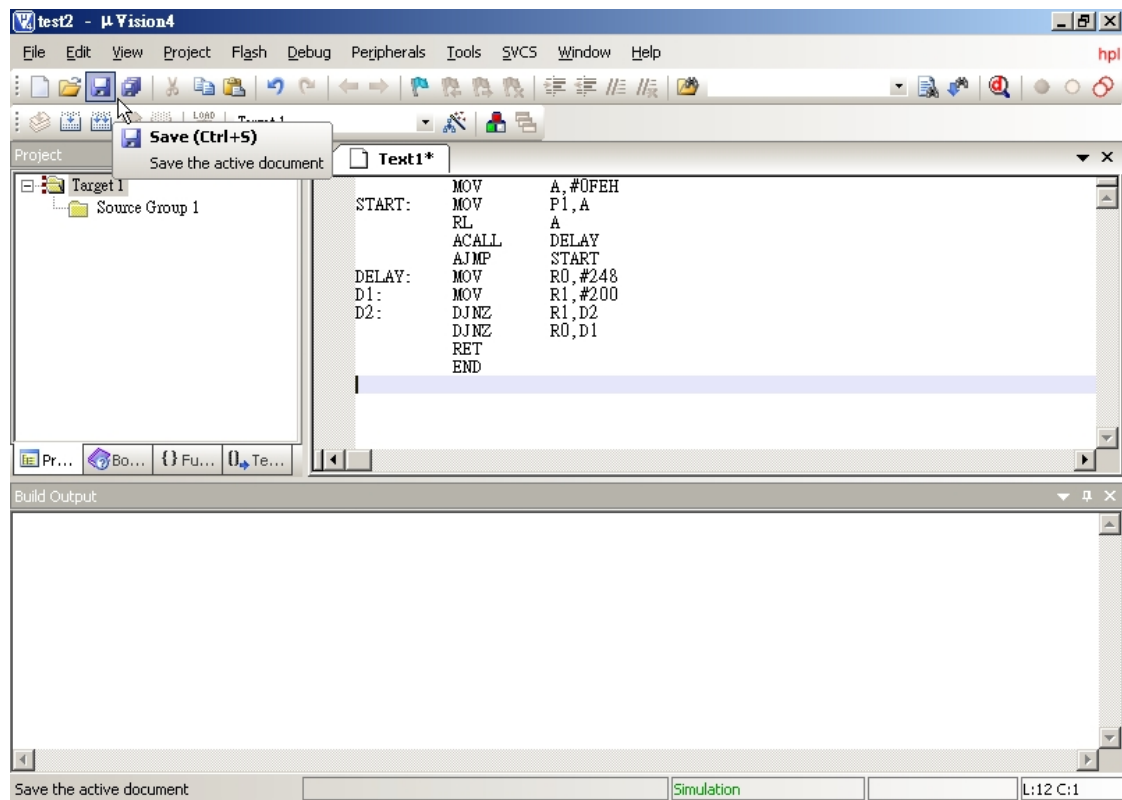 test2 - μVision4
File Edit View Project Flash Debug Peripherals Tools SVCS Window Help
hpl
LOAD
Save (Ctrl+S)
Save the active document
Project
Text1*
Target 1
Source Group 1
MOV A,#0FEH
START: MOV P1,A
RL A
ACALL DELAY
AJMP START
DELAY: MOV R0,#248
D1: MOV R1,#200
D2: DJNZ R1,D2
DJNZ R0,D1
RET
END
Pr... Bo... {} Fu... 0 Te...
Build Output
Save the active document
Simulation
L:12 C:1